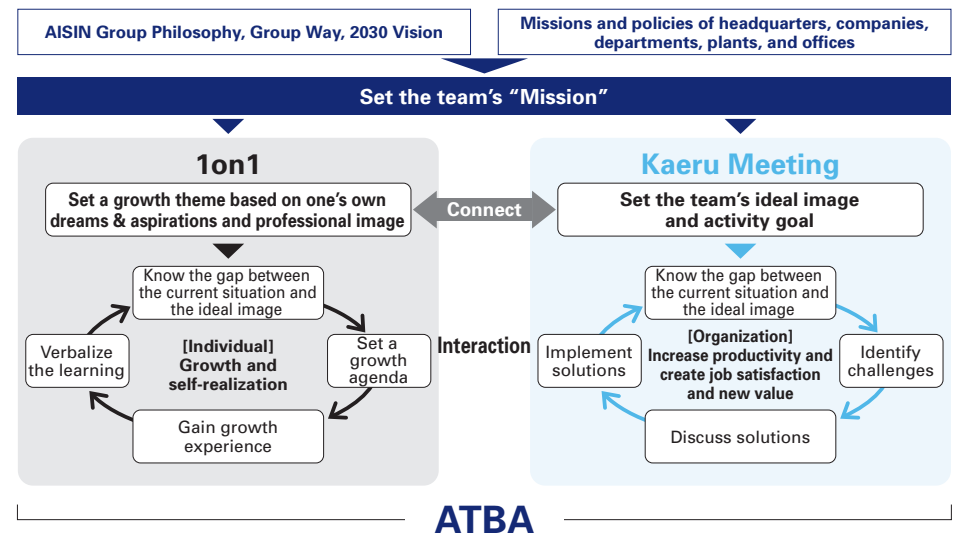 AISIN Group Philosophy, Group Way, 2030 Vision
Missions and policies of headquarters, companies,
departments, plants, and offices
Set the team's “Mission”
1on1
Set a growth theme based on one's own
dreams & aspirations and professional image
Know the gap between
the current situation and
the ideal image
Set a
growth
agenda
Gain growth
experience
Verbalize
the learning
[Individual]
Growth and
self-realization
Connect
Interaction
Kaeru Meeting
Set the team's ideal image
and activity goal
Know the gap between
the current situation and
the ideal image
Identify
challenges
Discuss solutions
Implement
solutions
[Organization]
Increase productivity and
create job satisfaction
and new value
ATBA